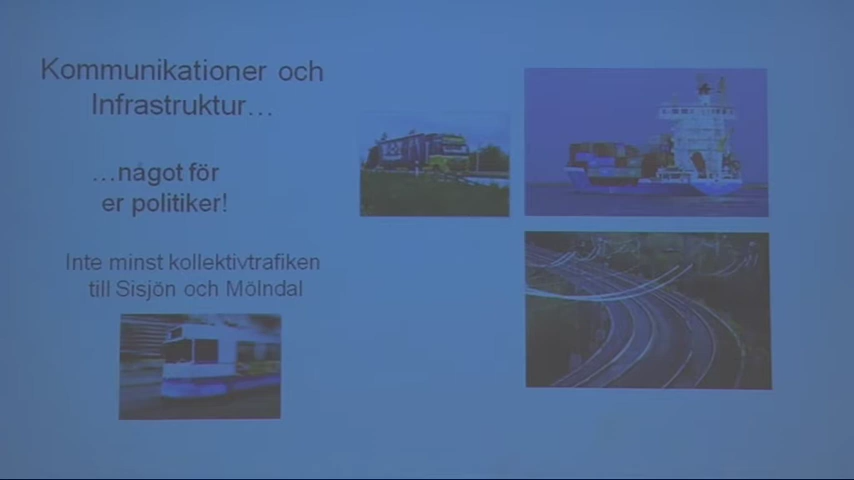 Kommunikationer och
Infrastruktur...
...något för
er politiker!
Inte minst kollektivtrafiken
till Sisjön och Mölndal